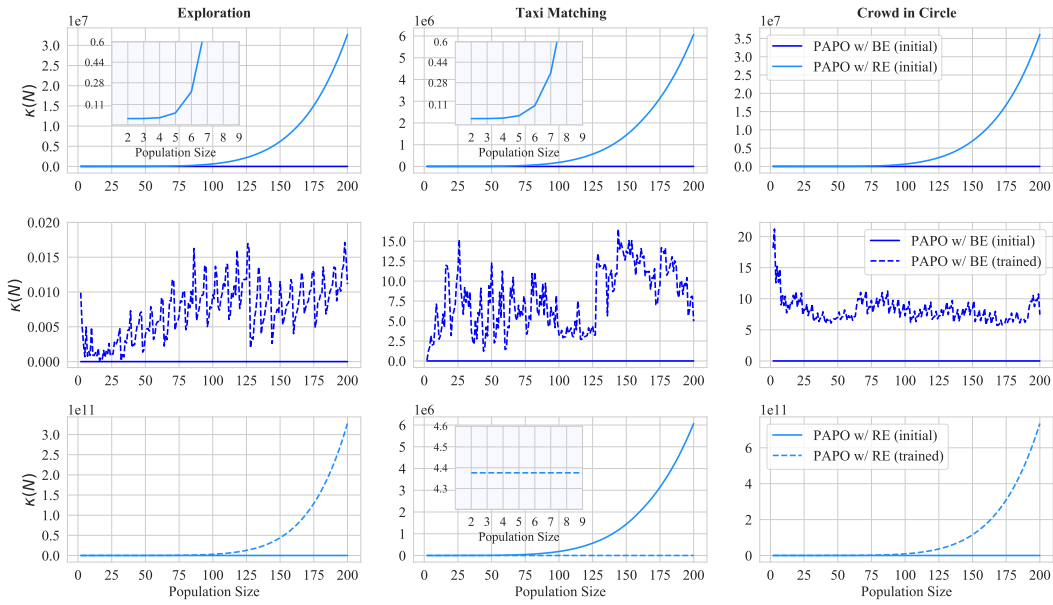 Exploration
Taxi Matching
Crowd in Circle
1e7
κ(N)
3.0
2.5
2.0
1.5
1.0
0.5
0.0
0.6
0.44
0.28
0.11
2 3 4 5 6 7 8 9
Population Size
0 25 50 75 100 125 150 175 200
1e6
6
5
4
3
2
1
0
0.6
0.44
0.28
0.11
2 3 4 5 6 7 8 9
Population Size
0 25 50 75 100 125 150 175 200
1e7
3.5
3.0
2.5
2.0
1.5
1.0
0.5
0.0
PAPO w/ BE (initial)
PAPO w/ RE (initial)
0 25 50 75 100 125 150 175 200
κ(N)
0.020
0.015
0.010
0.005
0.000
0 25 50 75 100 125 150 175 200
15.0
12.5
10.0
7.5
5.0
2.5
0.0
0 25 50 75 100 125 150 175 200
20
15
10
5
0
PAPO w/ BE (initial)
PAPO w/ BE (trained)
0 25 50 75 100 125 150 175 200
1e11
κ(N)
3.0
2.5
2.0
1.5
1.0
0.5
0.0
0 25 50 75 100 125 150 175 200
Population Size
1e6
6
5
4
3
2
1
0
4.6
4.4
4.4
4.3
2 3 4 5 6 7 8 9
Population Size
0 25 50 75 100 125 150 175 200
Population Size
1e11
6
4
2
0
PAPO w/ RE (initial)
PAPO w/ RE (trained)
0 25 50 75 100 125 150 175 200
Population Size